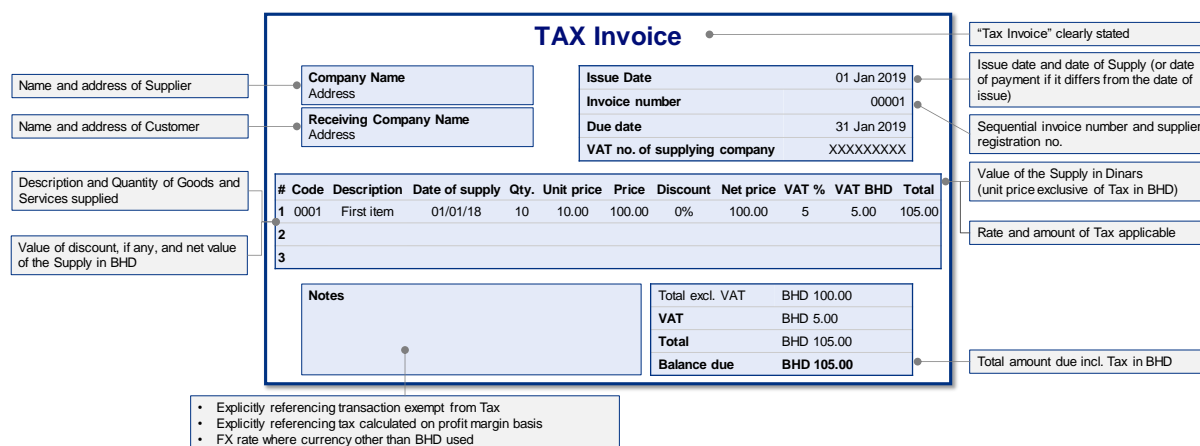 TAX Invoice
“Tax Invoice” clearly stated
Name and address of Supplier
Company Name
Address
Issue Date 01 Jan 2019
Issue date and date of Supply (or date
of payment if it differs from the date of
issue)
Name and address of Customer
Receiving Company Name
Address
Invoice number 00001
Due date 31 Jan 2019
VAT no. of supplying company XXXXXXXXX
Sequential invoice number and supplier
registration no.
Description and Quantity of Goods and
Services supplied
Value of discount, if any, and net value
of the Supply in BHD
# Code Description Date of supply Qty. Unit price Price Discount Net price VAT % VAT BHD Total
1 0001 First item 01/01/18 10 10.00 100.00 0% 100.00 5 5.00 105.00
2
3
Value of the Supply in Dinars
(unit price exclusive of Tax in BHD)
Rate and amount of Tax applicable
Notes
Total excl. VAT BHD 100.00
VAT BHD 5.00
Total BHD 105.00
Balance due BHD 105.00
Total amount due incl. Tax in BHD
• Explicitly referencing transaction exempt from Tax
• Explicitly referencing tax calculated on profit margin basis
• FX rate where currency other than BHD used